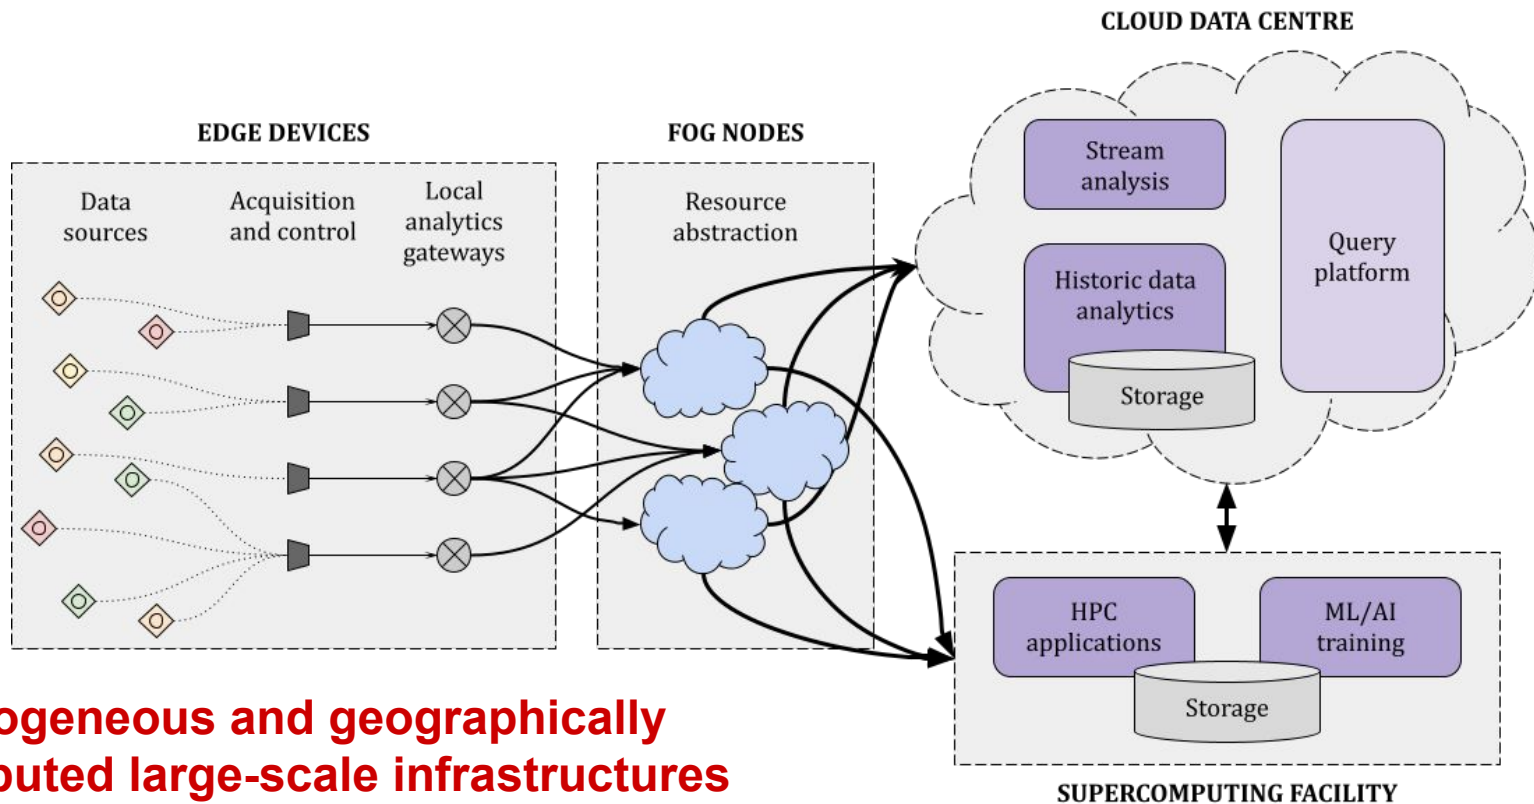 CLOUD DATA CENTRE
EDGE DEVICES
FOG NODES
Data
sources
Acquisition
and control
Local
analytics
gateways
Resource
abstraction
Stream
analysis
Historic data
analytics
Storage
Query
platform
HPC
applications
ML/AI
training
Storage
SUPERCOMPUTING FACILITY
ogeneous and geographically
buted large-scale infrastructures